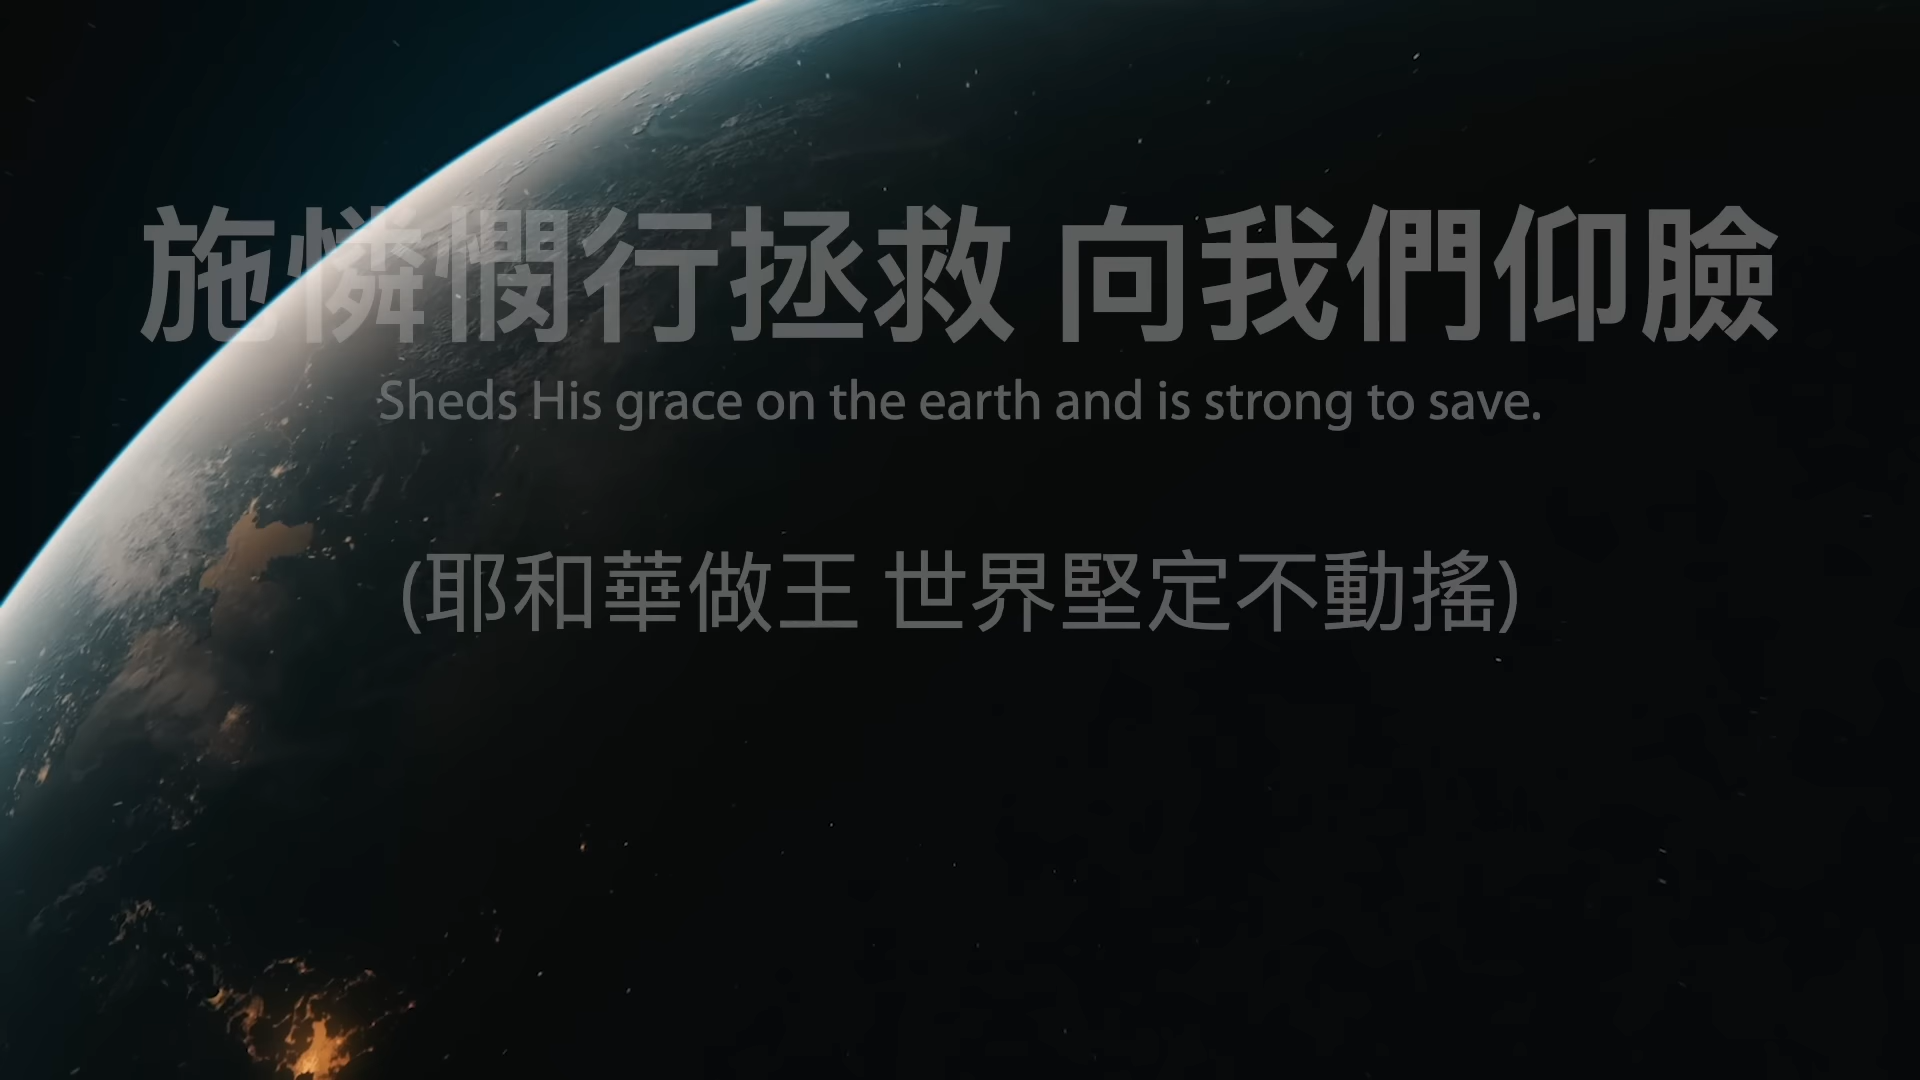 施憐憫行拯救 向我們仰臉
Sheds His grace on the earth and is strong to save.
(耶和華做王 世界堅定不動搖)